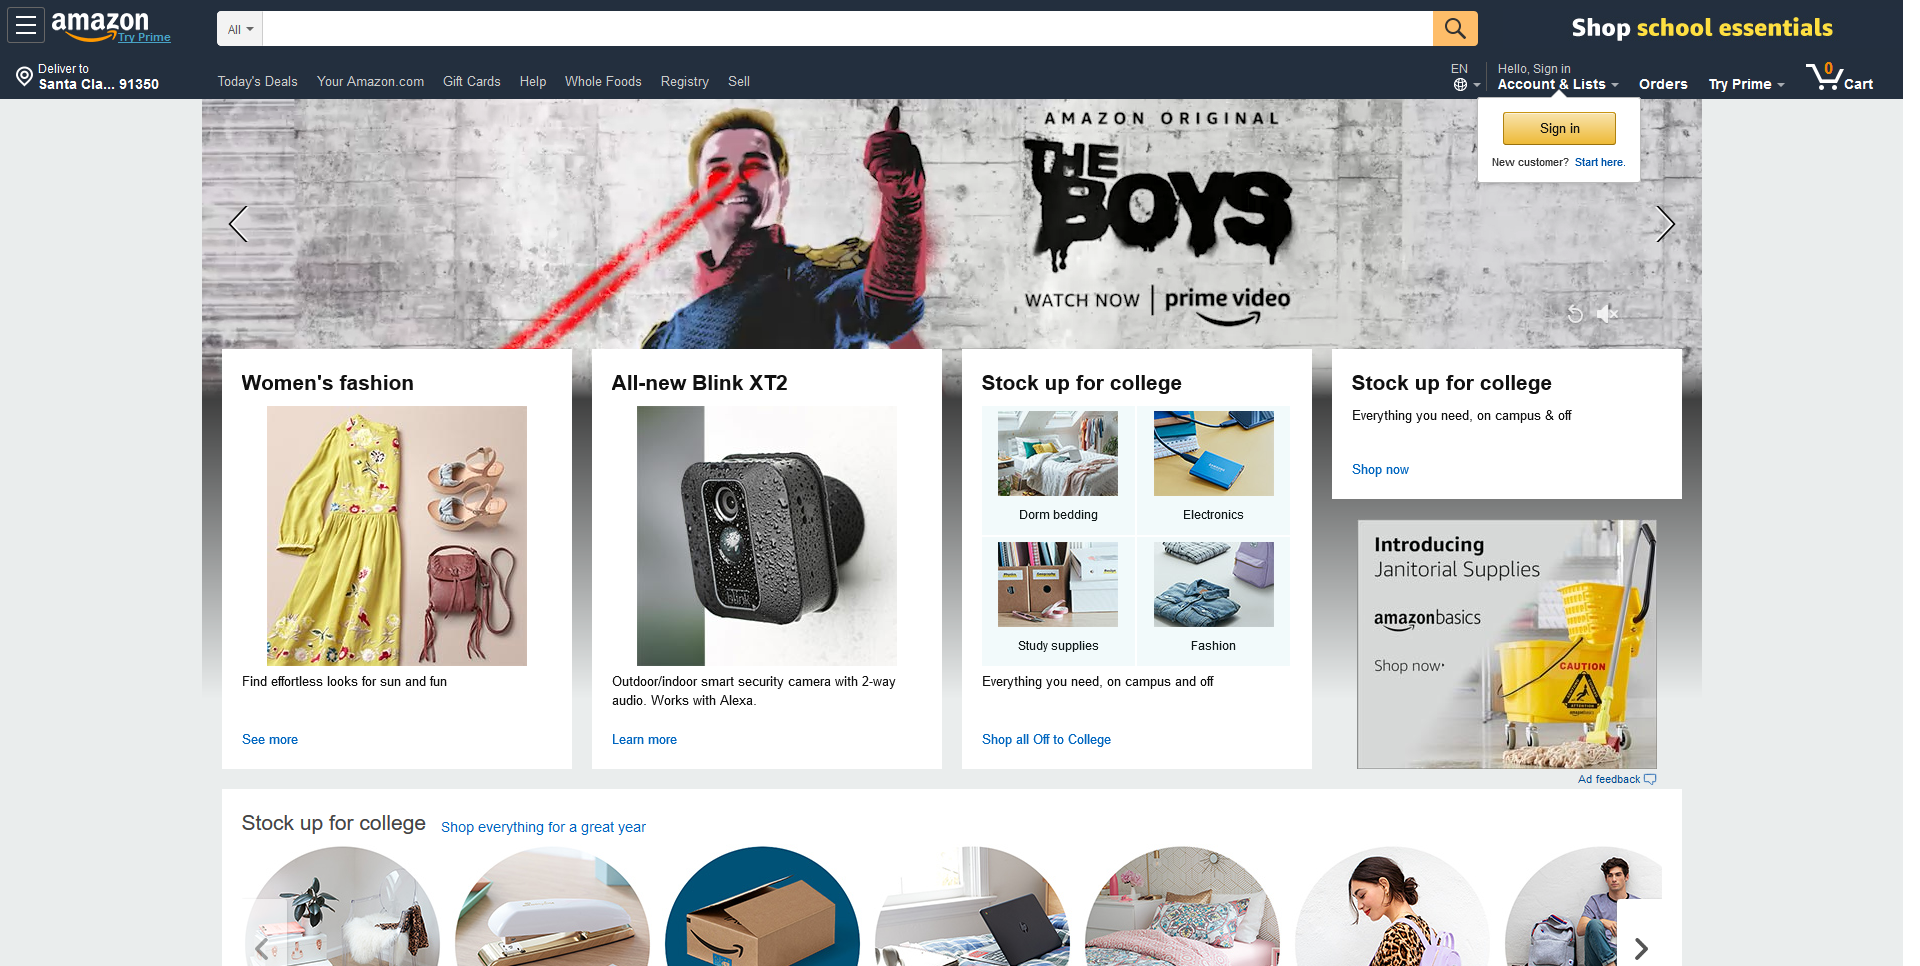 amazon
Try Prime
All
Shop school essentials
Deliver to
Santa Cla... 91350
Today's Deals
Your Amazon.com
Gift Cards
Help
Whole Foods
Registry
Sell
EN
Hello, Sign in
Account & Lists
Orders
Try Prime
0
Cart
Sign in
New customer? Start here.
AMAZON ORIGINAL
THE
BOYS
WATCH NOW | prime video
Women's fashion
Find effortless looks for sun and fun
See more
All-new Blink XT2
blink
Outdoor/indoor smart security camera with 2-way
audio. Works with Alexa.
Learn more
Stock up for college
Dorm bedding
Electronics
Study supplies
Fashion
Everything you need, on campus and off
Shop all Off to College
Stock up for college
Everything you need, on campus & off
Shop now
Introducing
Janitorial Supplies
amazonbasics
Shop now
CAUTION
Ad feedback
Stock up for college
Shop everything for a great year